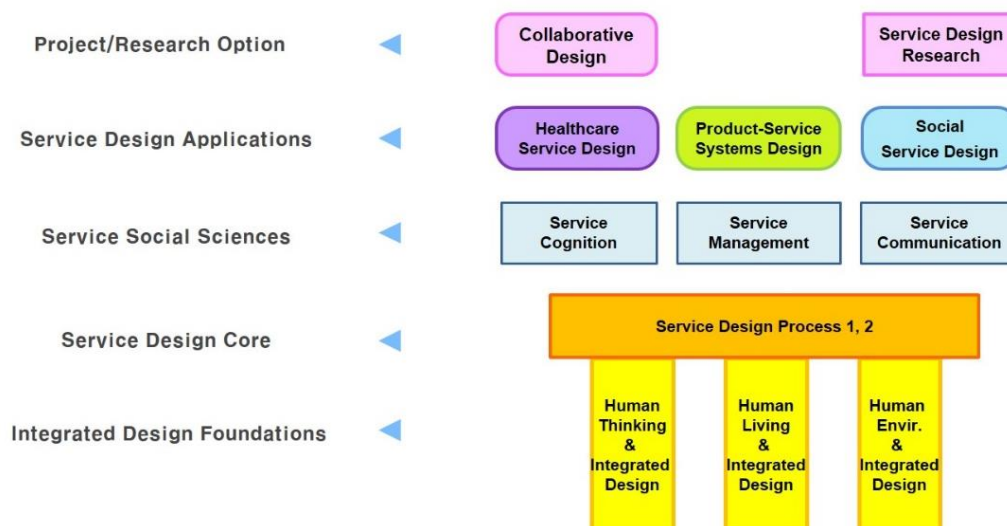 Project/Research Option
Collaborative
Design
Service Design
Research
Service Design Applications
Healthcare
Service Design
Product-Service
Systems Design
Social
Service Design
Service Social Sciences
Service
Cognition
Service
Management
Service
Communication
Service Design Core
Service Design Process 1, 2
Integrated Design Foundations
Human
Thinking
&
Integrated
Design
Human
Living
&
Integrated
Design
Human
Envir.
&
Integrated
Design